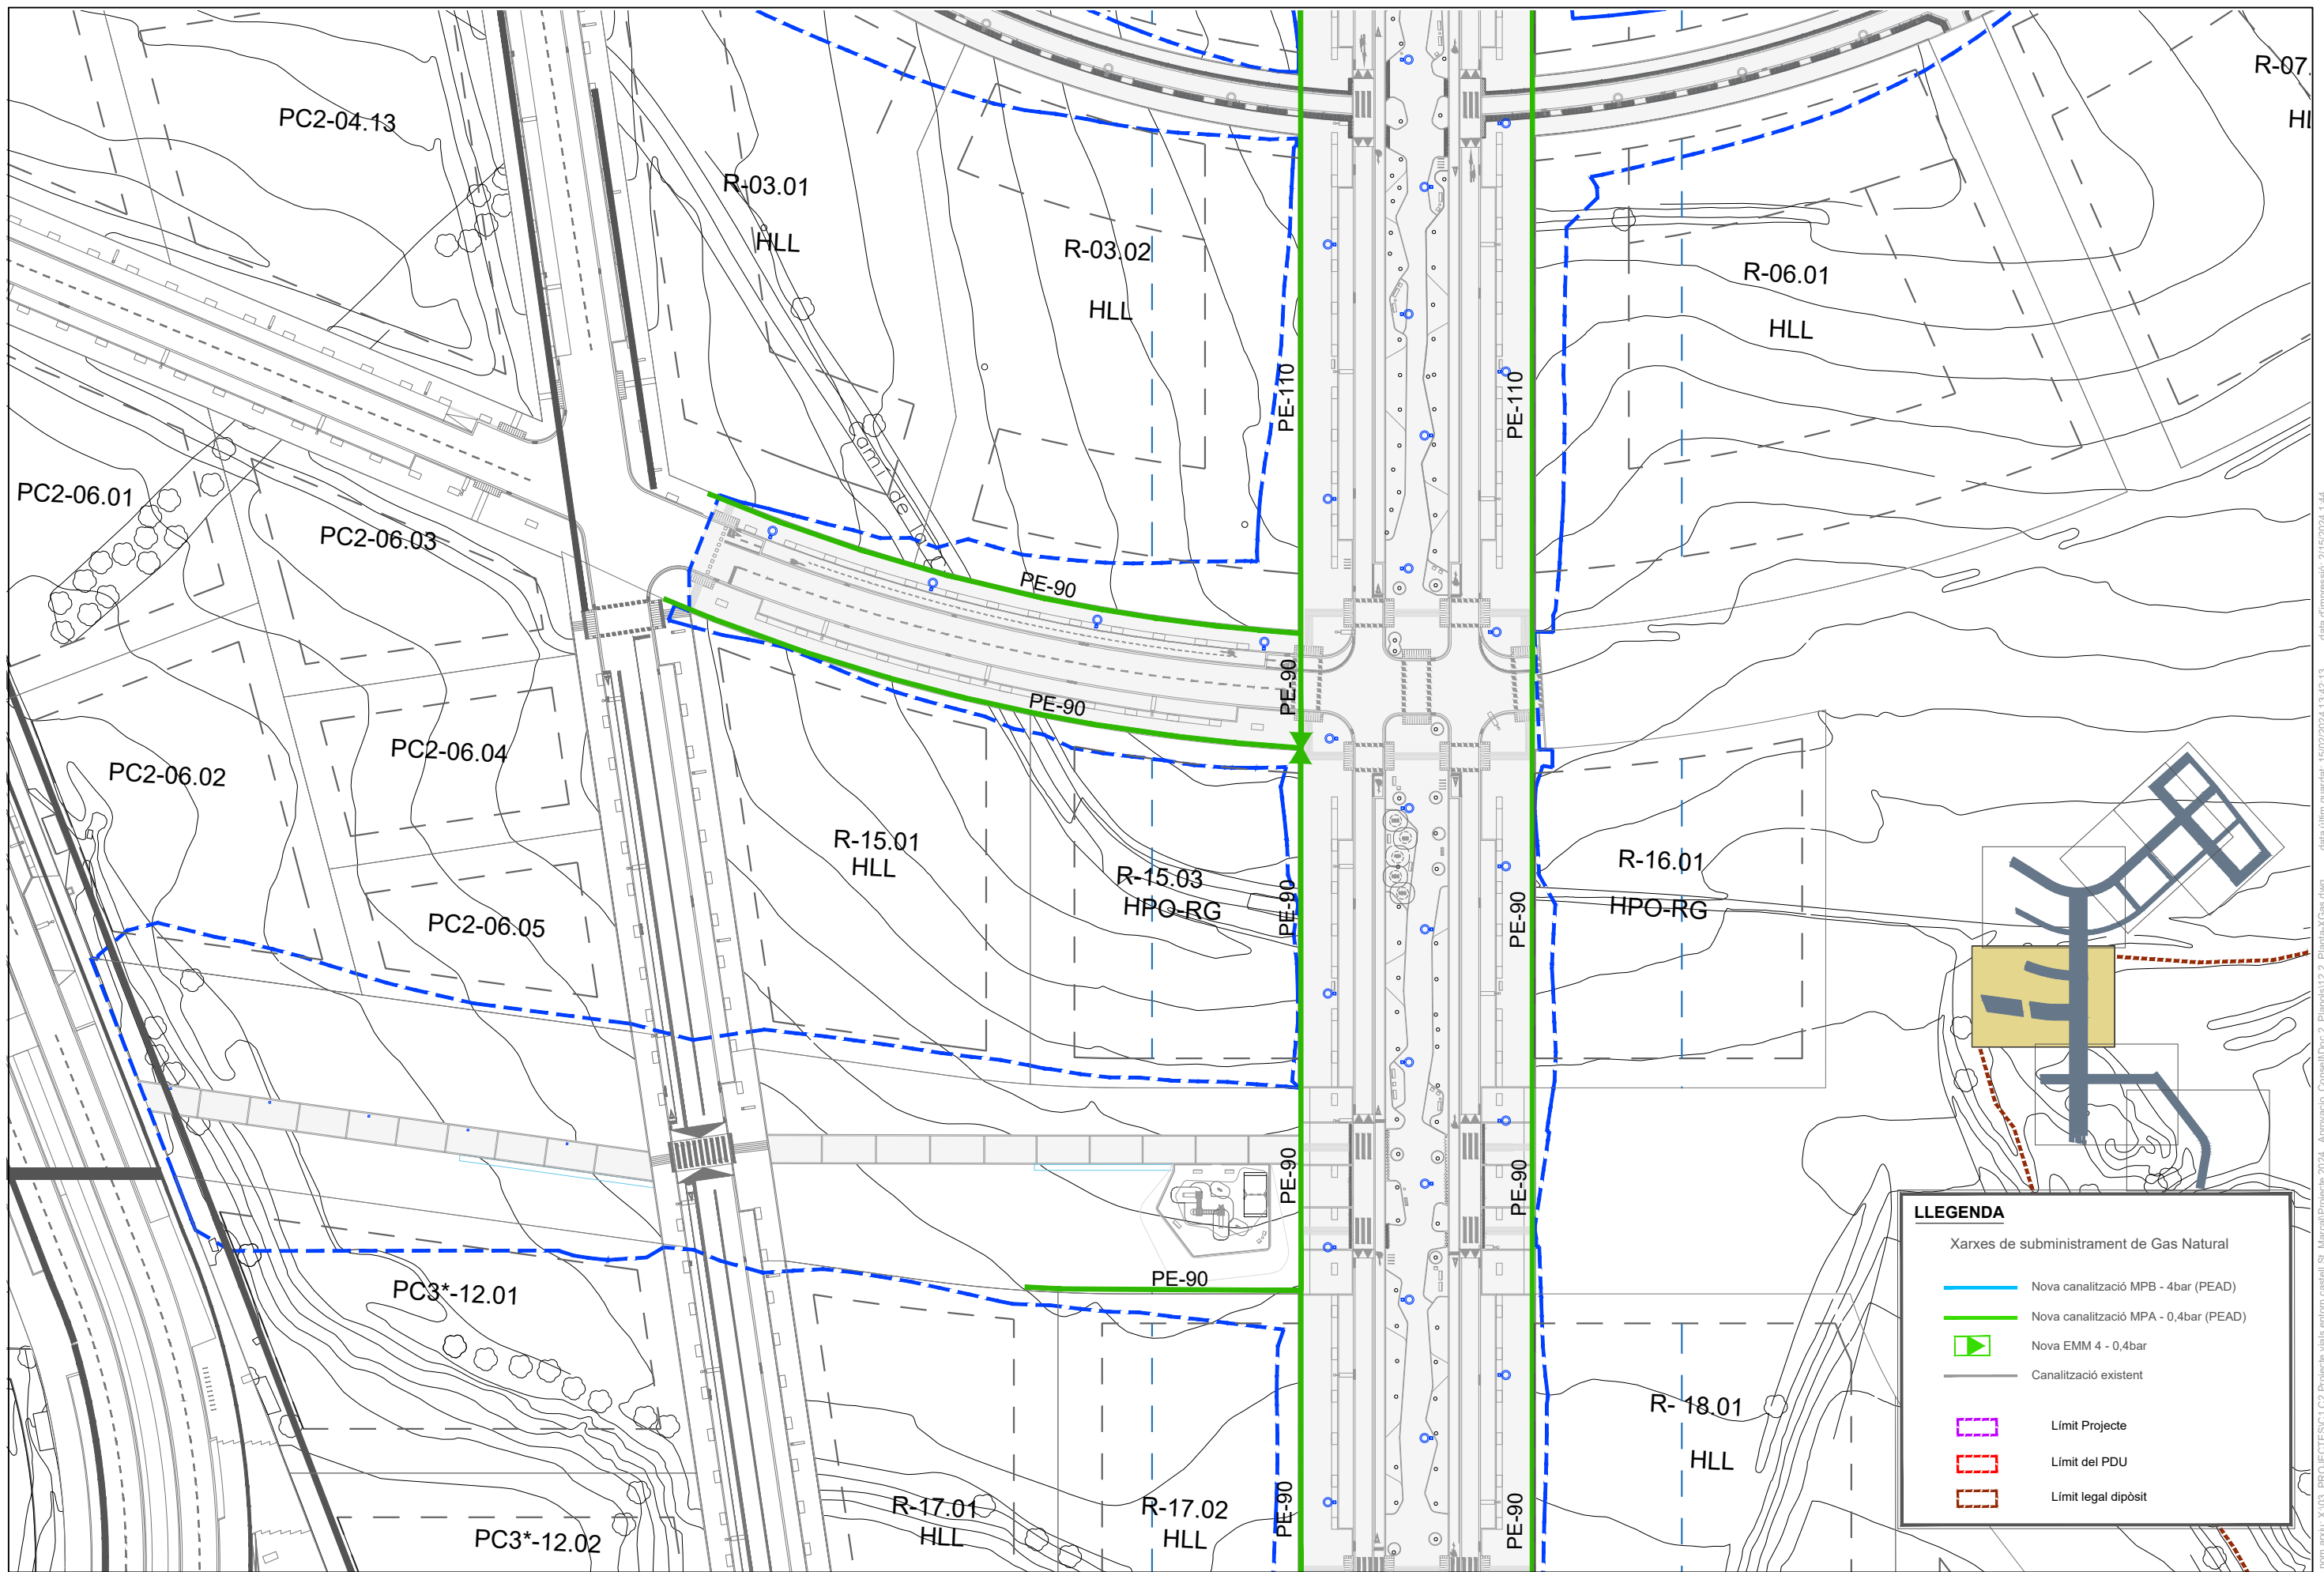 PC2-04.13
R-03.01
HLL
R-03.02
HLL
R-07.
R-06.01
HLL
PE-110
PE-110
PC2-06.01
PC2-06.03
PE-90
PE-90
PE-90
PC2-06.02
PC2-06.04
PC2-06.05
R-15.01
HLL
R-15.03
HPO-RG
PE-90
PE-90
R-16.01
HPO-RG
PE-90
PE-90
PE-90
PC3*-12.01
PC3*-12.02
R-17.01
HLL
R-17.02
HLL
PE-90
PE-90
R- 18.01
HLL
LLEGENDA
Xarxes de subministrament de Gas Natural
Nova canalització MPB - 4bar (PEAD)
Nova canalització MPA - 0,4bar (PEAD)
Nova EMM 4 - 0,4bar
Canalització existent
Límit Projecte
Límit del PDU
Límit legal dipòsit